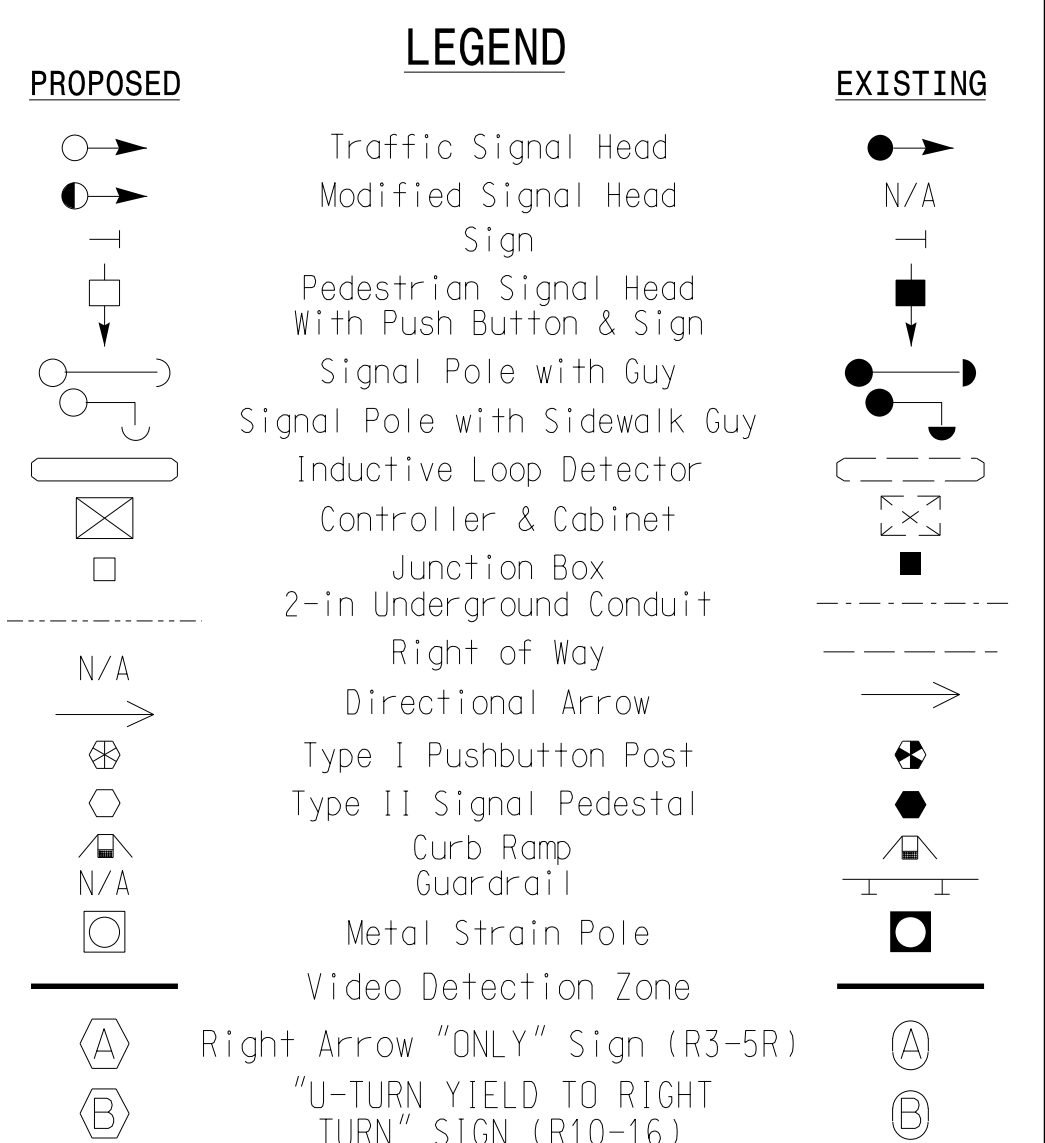 LEGEND
PROPOSED EXISTING
Traffic Signal Head
Modified Signal Head N/A
Sign
Pedestrian Signal Head
With Push Button & Sign
Signal Pole with Guy
Signal Pole with Sidewalk Guy
Inductive Loop Detector
Controller & Cabinet
Junction Box
2-in Underground Conduit
N/A Right of Way
Directional Arrow
Type I Pushbutton Post
Type II Signal Pedestal
Curb Ramp
N/A Guardrail
Metal Strain Pole
Video Detection Zone
A Right Arrow "ONLY" Sign (R3-5R) A
B "U-TURN YIELD TO RIGHT B
TURN" SIGN (R10-16)